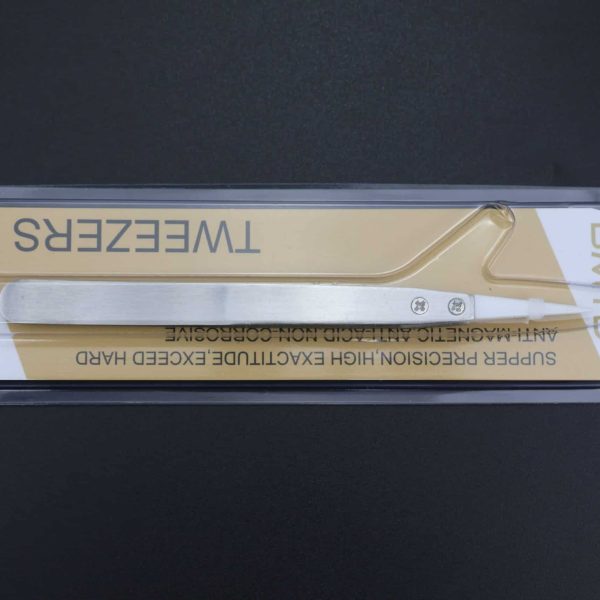 SUPPER PRECISION,HIGH EXACTITUDE,EXCEED HARD
ANTI-MAGNETIC ANTI-ACID NON-CORROSIVE
TWEEZERS